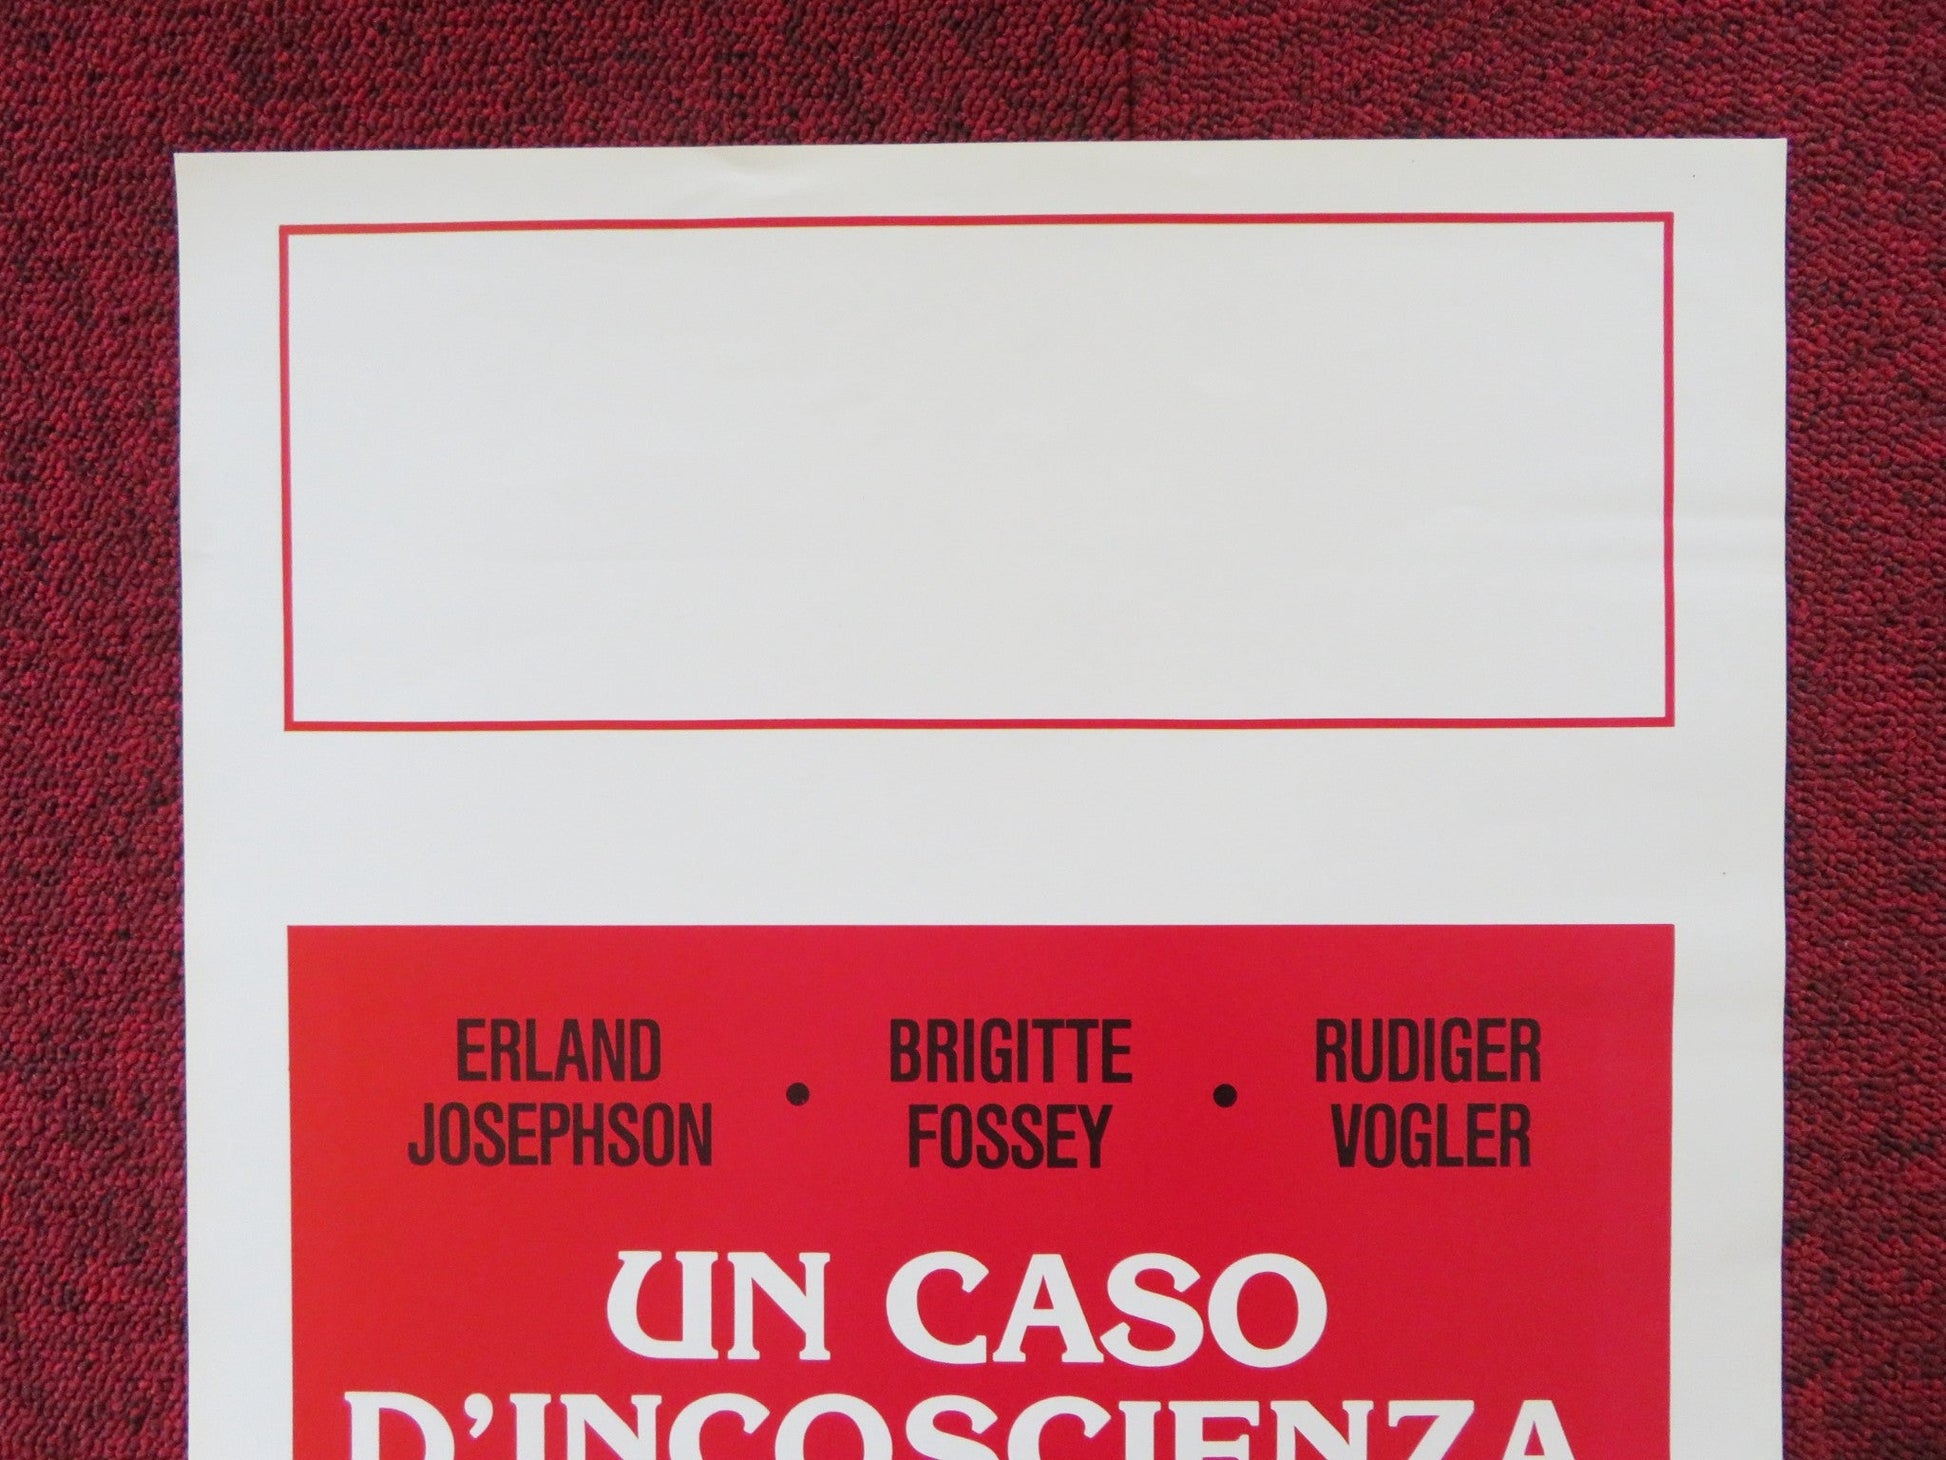 ERLAND JOSEPHSON • BRIGITTE FOSSEY • RUDIGER VOGLER
UN CASO
D'INCOSCIENZA